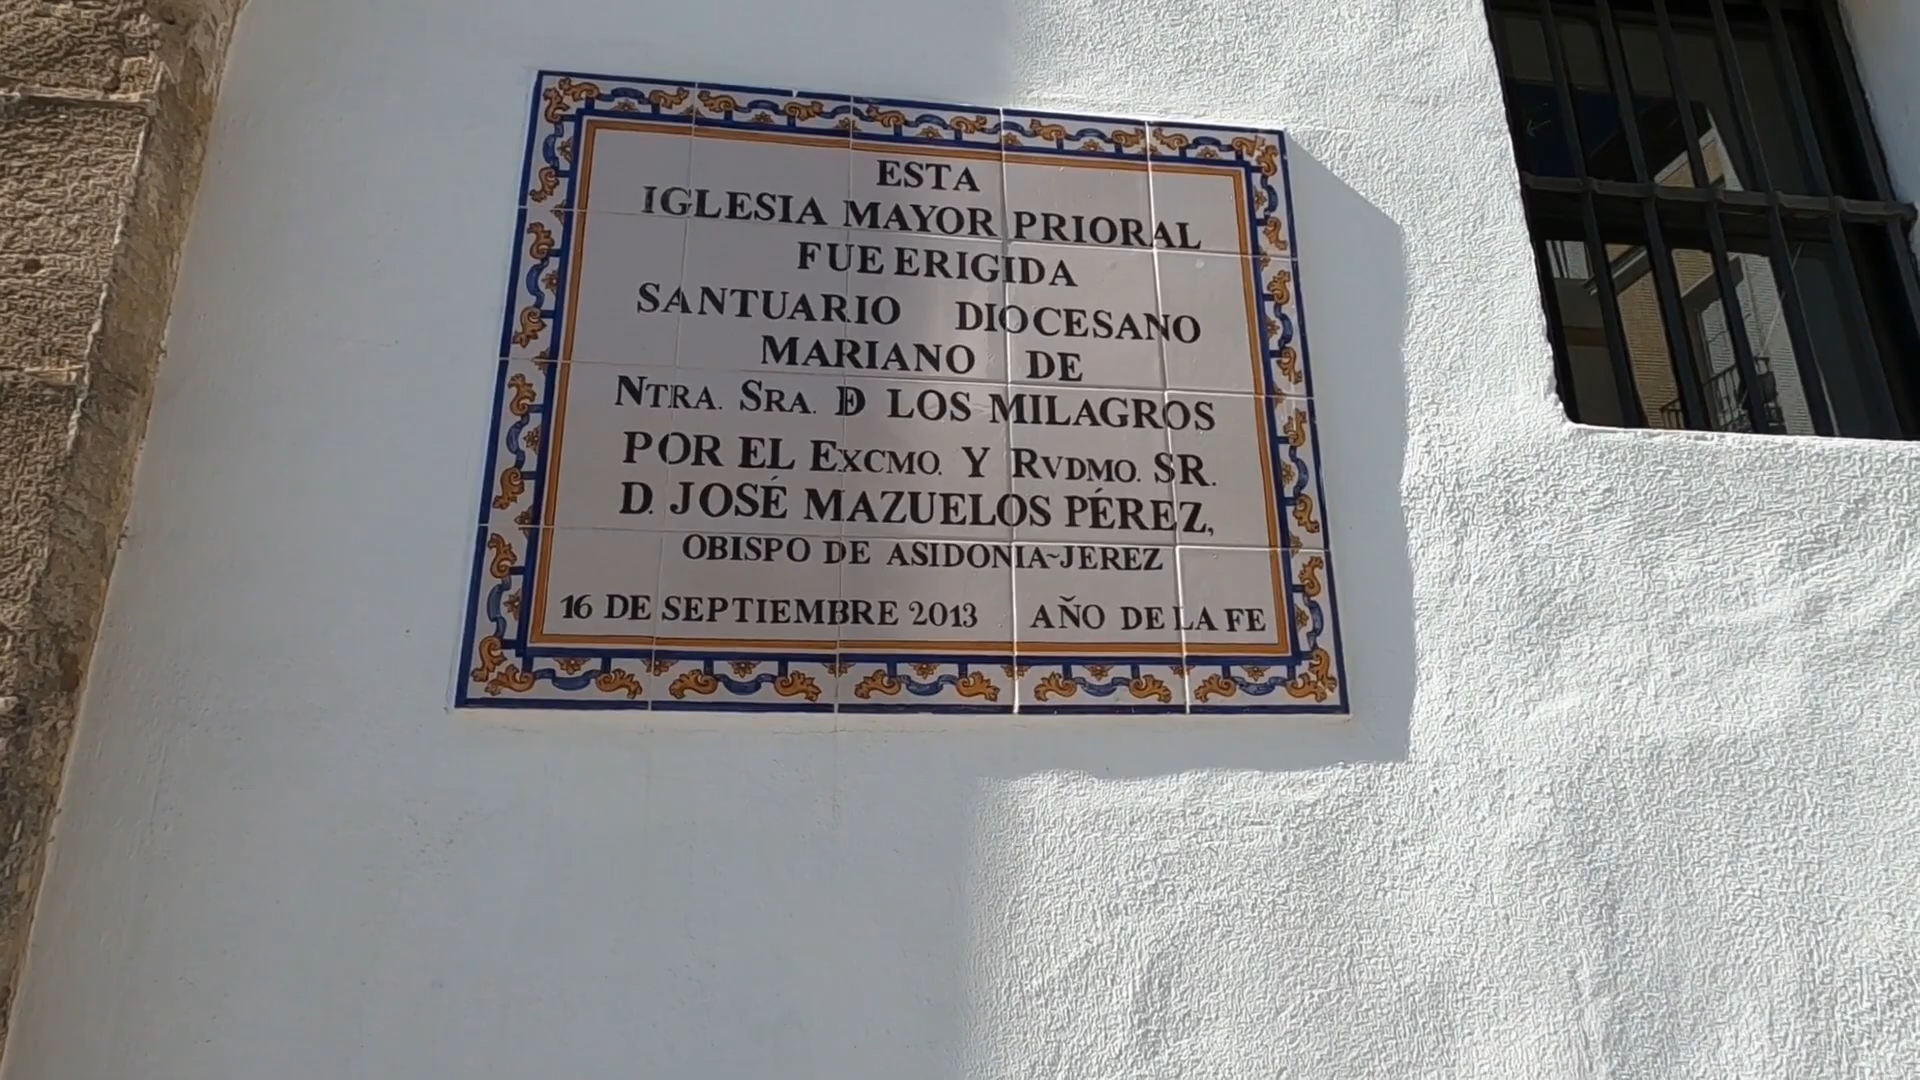 ESTA
IGLESIA MAYOR PRIORAL
FUE ERIGIDA
SANTUARIO DIOCESANO
MARIANO DE
NTRA. SRA. DE LOS MILAGROS
POR EL EXCMO. Y RVDMO. SR.
D. JOSÉ MAZUELOS PÉREZ,
OBISPO DE ASIDONIA~JEREZ
16 DE SEPTIEMBRE 2013 AÑO DE LA FE